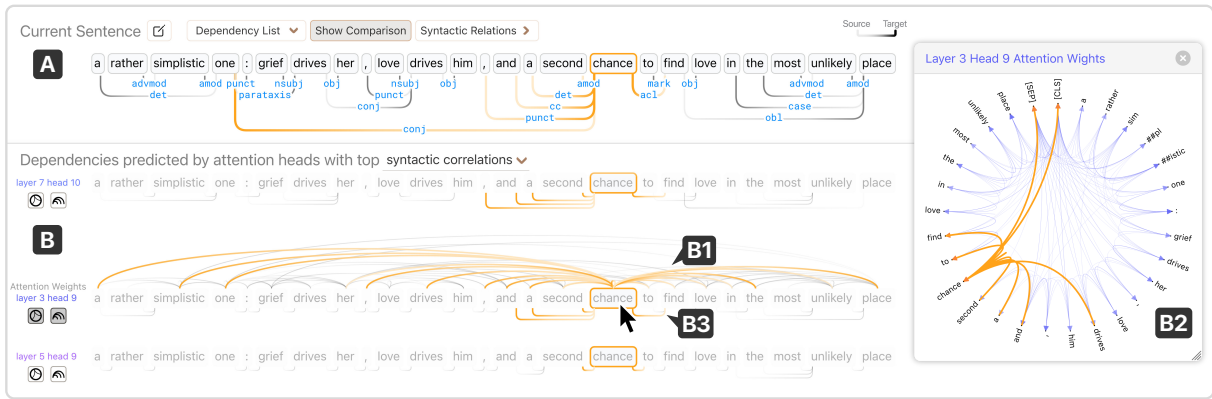 Current Sentence Dependency List Show Comparison Syntactic Relations Source Target
A a rather simplistic one : grief drives her , love drives him , and a second chance to find love in the most unlikely place
advmod amod punct nsubj obj nsubj obj amod mark obj advmod amod
det parataxis punct det acl det
conj cc case
punct obl
conj
Dependencies predicted by attention heads with top syntactic correlations
layer 7 head 10 a rather simplistic one : grief drives her , love drives him , and a second chance to find love in the most unlikely place
B
B1
Attention Weights
layer 3 head 9 a rather simplistic one : grief drives her , love drives him , and a second chance to find love in the most unlikely place
B3
layer 5 head 9 a rather simplistic one : grief drives her , love drives him , and a second chance to find love in the most unlikely place
Layer 3 Head 9 Attention Wights
[CLS]
a
rather
sim
##pl
##istic
one
:
grief
drives
her
,
love
drives
him
,
and
a
second
chance
to
find
love
in
the
most
unlikely
place
[SEP]
B2